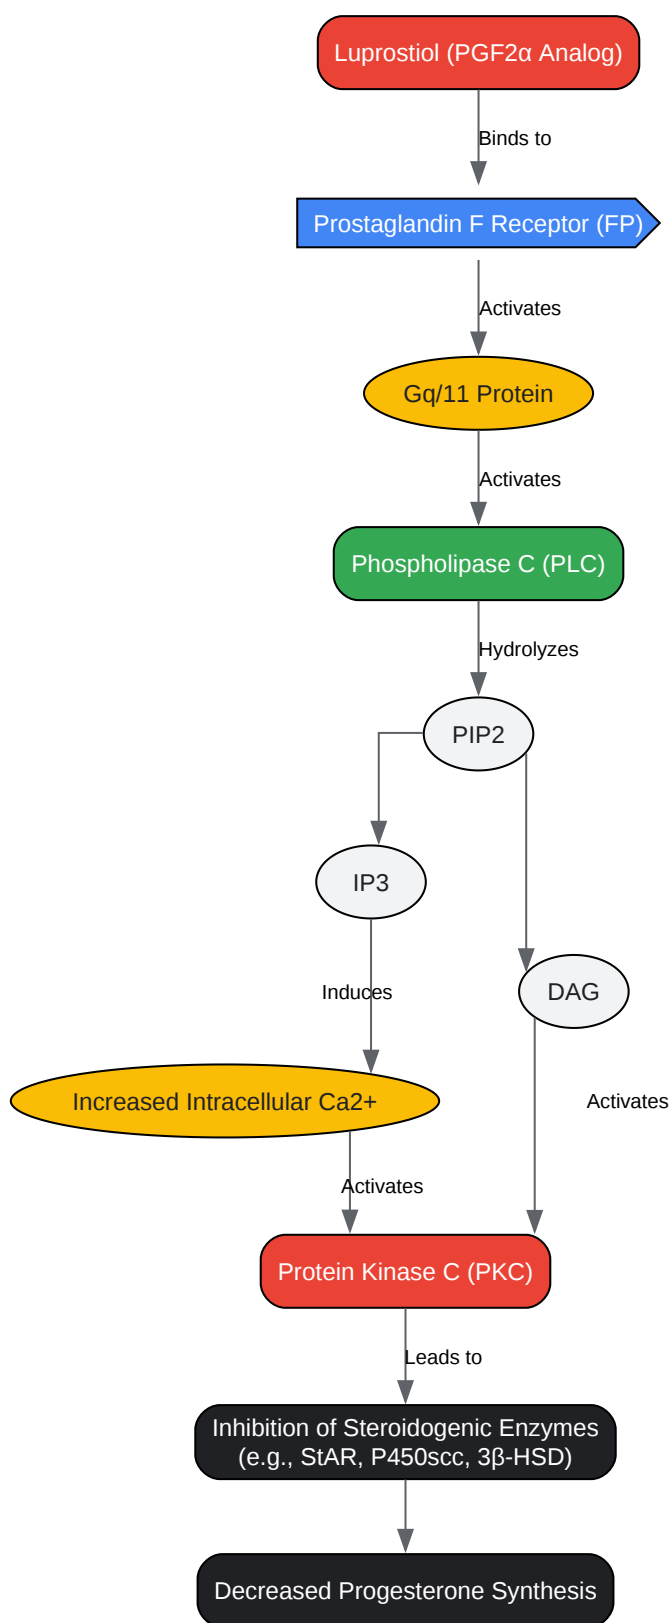 Luprostiol (PGF2α Analog)
Binds to
Prostaglandin F Receptor (FP)
Activates
Gq/11 Protein
Activates
Phospholipase C (PLC)
Hydrolyzes
PIP2
IP3
Induces
DAG
Increased Intracellular Ca2+
Activates
Activates
Protein Kinase C (PKC)
Leads to
Inhibition of Steroidogenic Enzymes
(e.g., StAR, P450scc, 3β-HSD)
Decreased Progesterone Synthesis